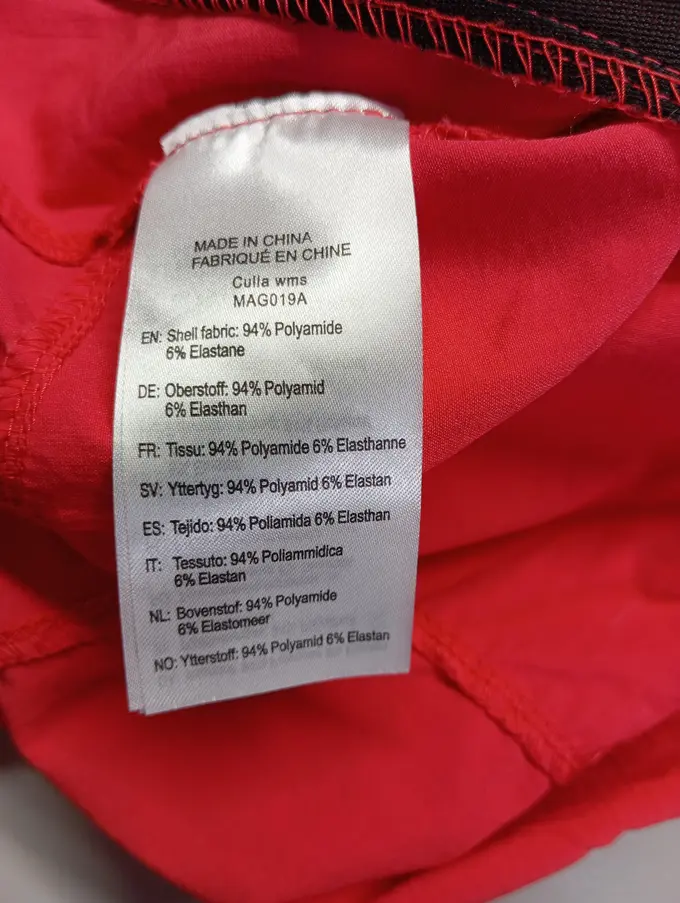 MADE IN CHINA
FABRIQUÉ EN CHINE
Culla wms
MAG019A
EN: Shell fabric: 94% Polyamide
6% Elastane
DE: Oberstoff: 94% Polyamid
6% Elasthan
FR: Tissu: 94% Polyamide 6% Elasthanne
SV: Yttertyg: 94% Polyamid 6% Elastan
ES: Tejido: 94% Poliamida 6% Elasthan
IT: Tessuto: 94% Poliammidica
6% Elastan
NL: Bovenstof: 94% Polyamide
6% Elastomeer
NO: Ytterstoff: 94% Polyamid 6% Elastan